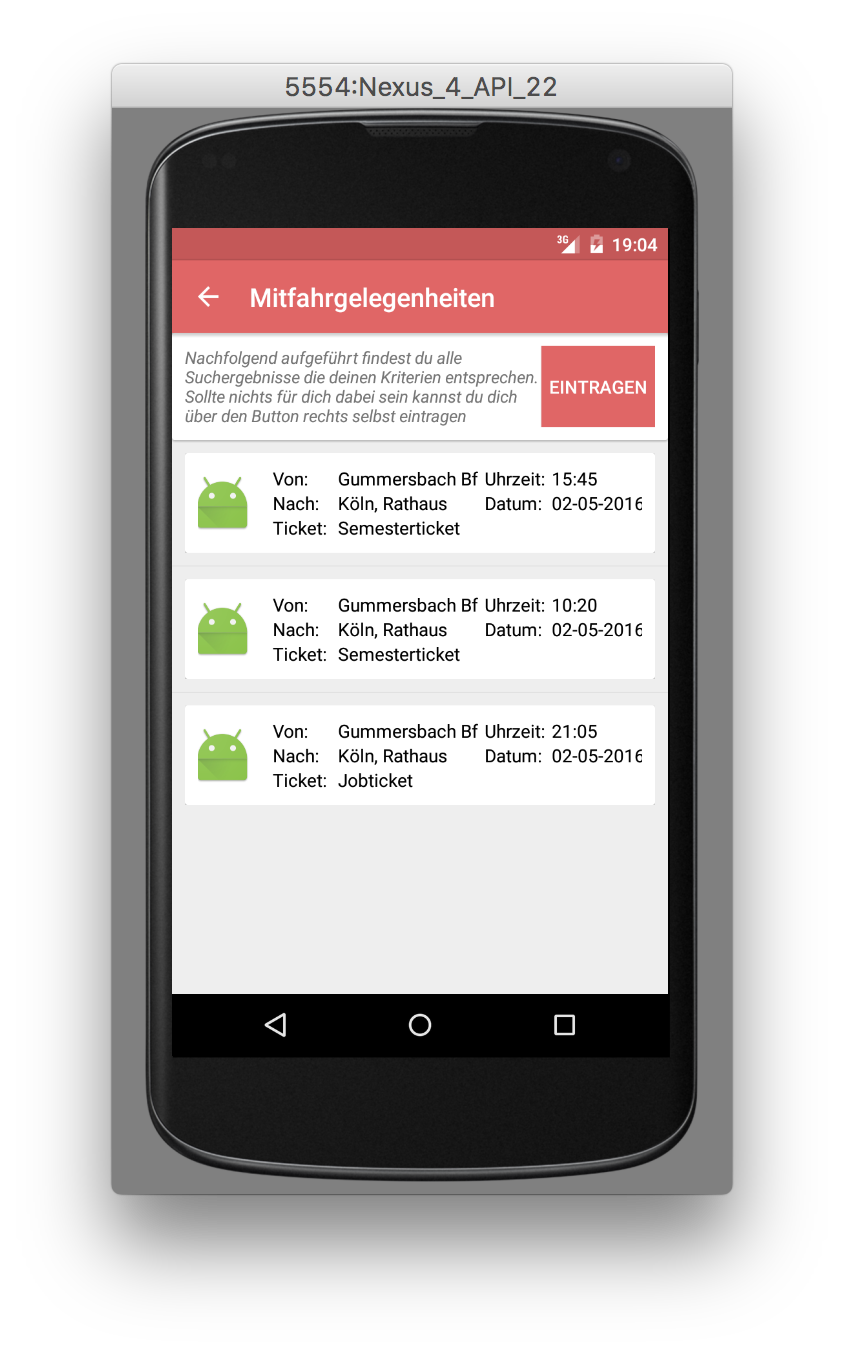 5554:Nexus_4_API_22
3G 19:04
Mitfahrgelegenheiten
Nachfolgend aufgeführt findest du alle
Suchergebnisse die deinen Kriterien entsprechen.
Sollte nichts für dich dabei sein kannst du dich
über den Button rechts selbst eintragen
EINTRAGEN
Von: Gummersbach Bf Uhrzeit: 15:45
Nach: Köln, Rathaus Datum: 02-05-2016
Ticket: Semesterticket
Von: Gummersbach Bf Uhrzeit: 10:20
Nach: Köln, Rathaus Datum: 02-05-2016
Ticket: Semesterticket
Von: Gummersbach Bf Uhrzeit: 21:05
Nach: Köln, Rathaus Datum: 02-05-2016
Ticket: Jobticket